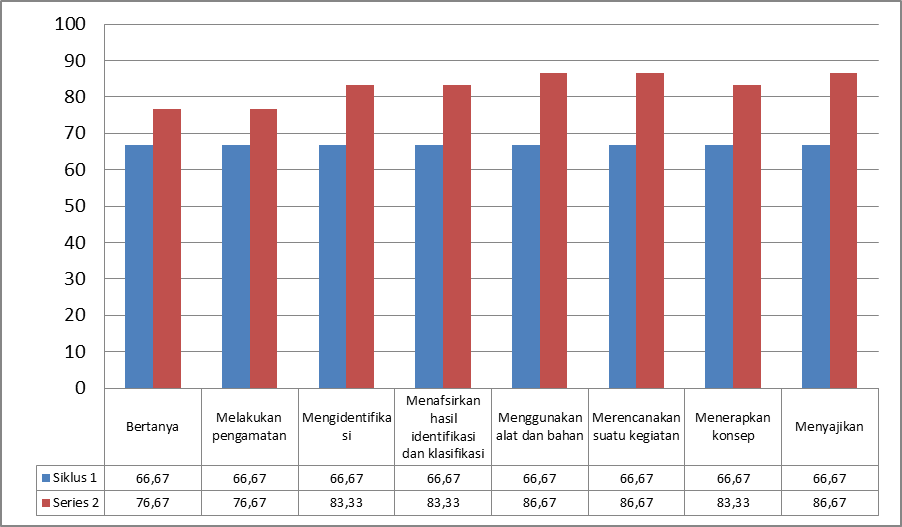 100
90
80
70
60
50
40
30
20
10
0
Bertanya
Melakukan
pengamatan
Mengidentifika
si
Menafsirkan
hasil
identifikasi
dan klasifikasi
Menggunakan
alat dan bahan
Merencanakan
suatu kegiatan
Menerapkan
konsep
Menyajikan
Siklus 1 66,67 66,67 66,67 66,67 66,67 66,67 66,67 66,67
Series 2 76,67 76,67 83,33 83,33 86,67 86,67 83,33 86,67